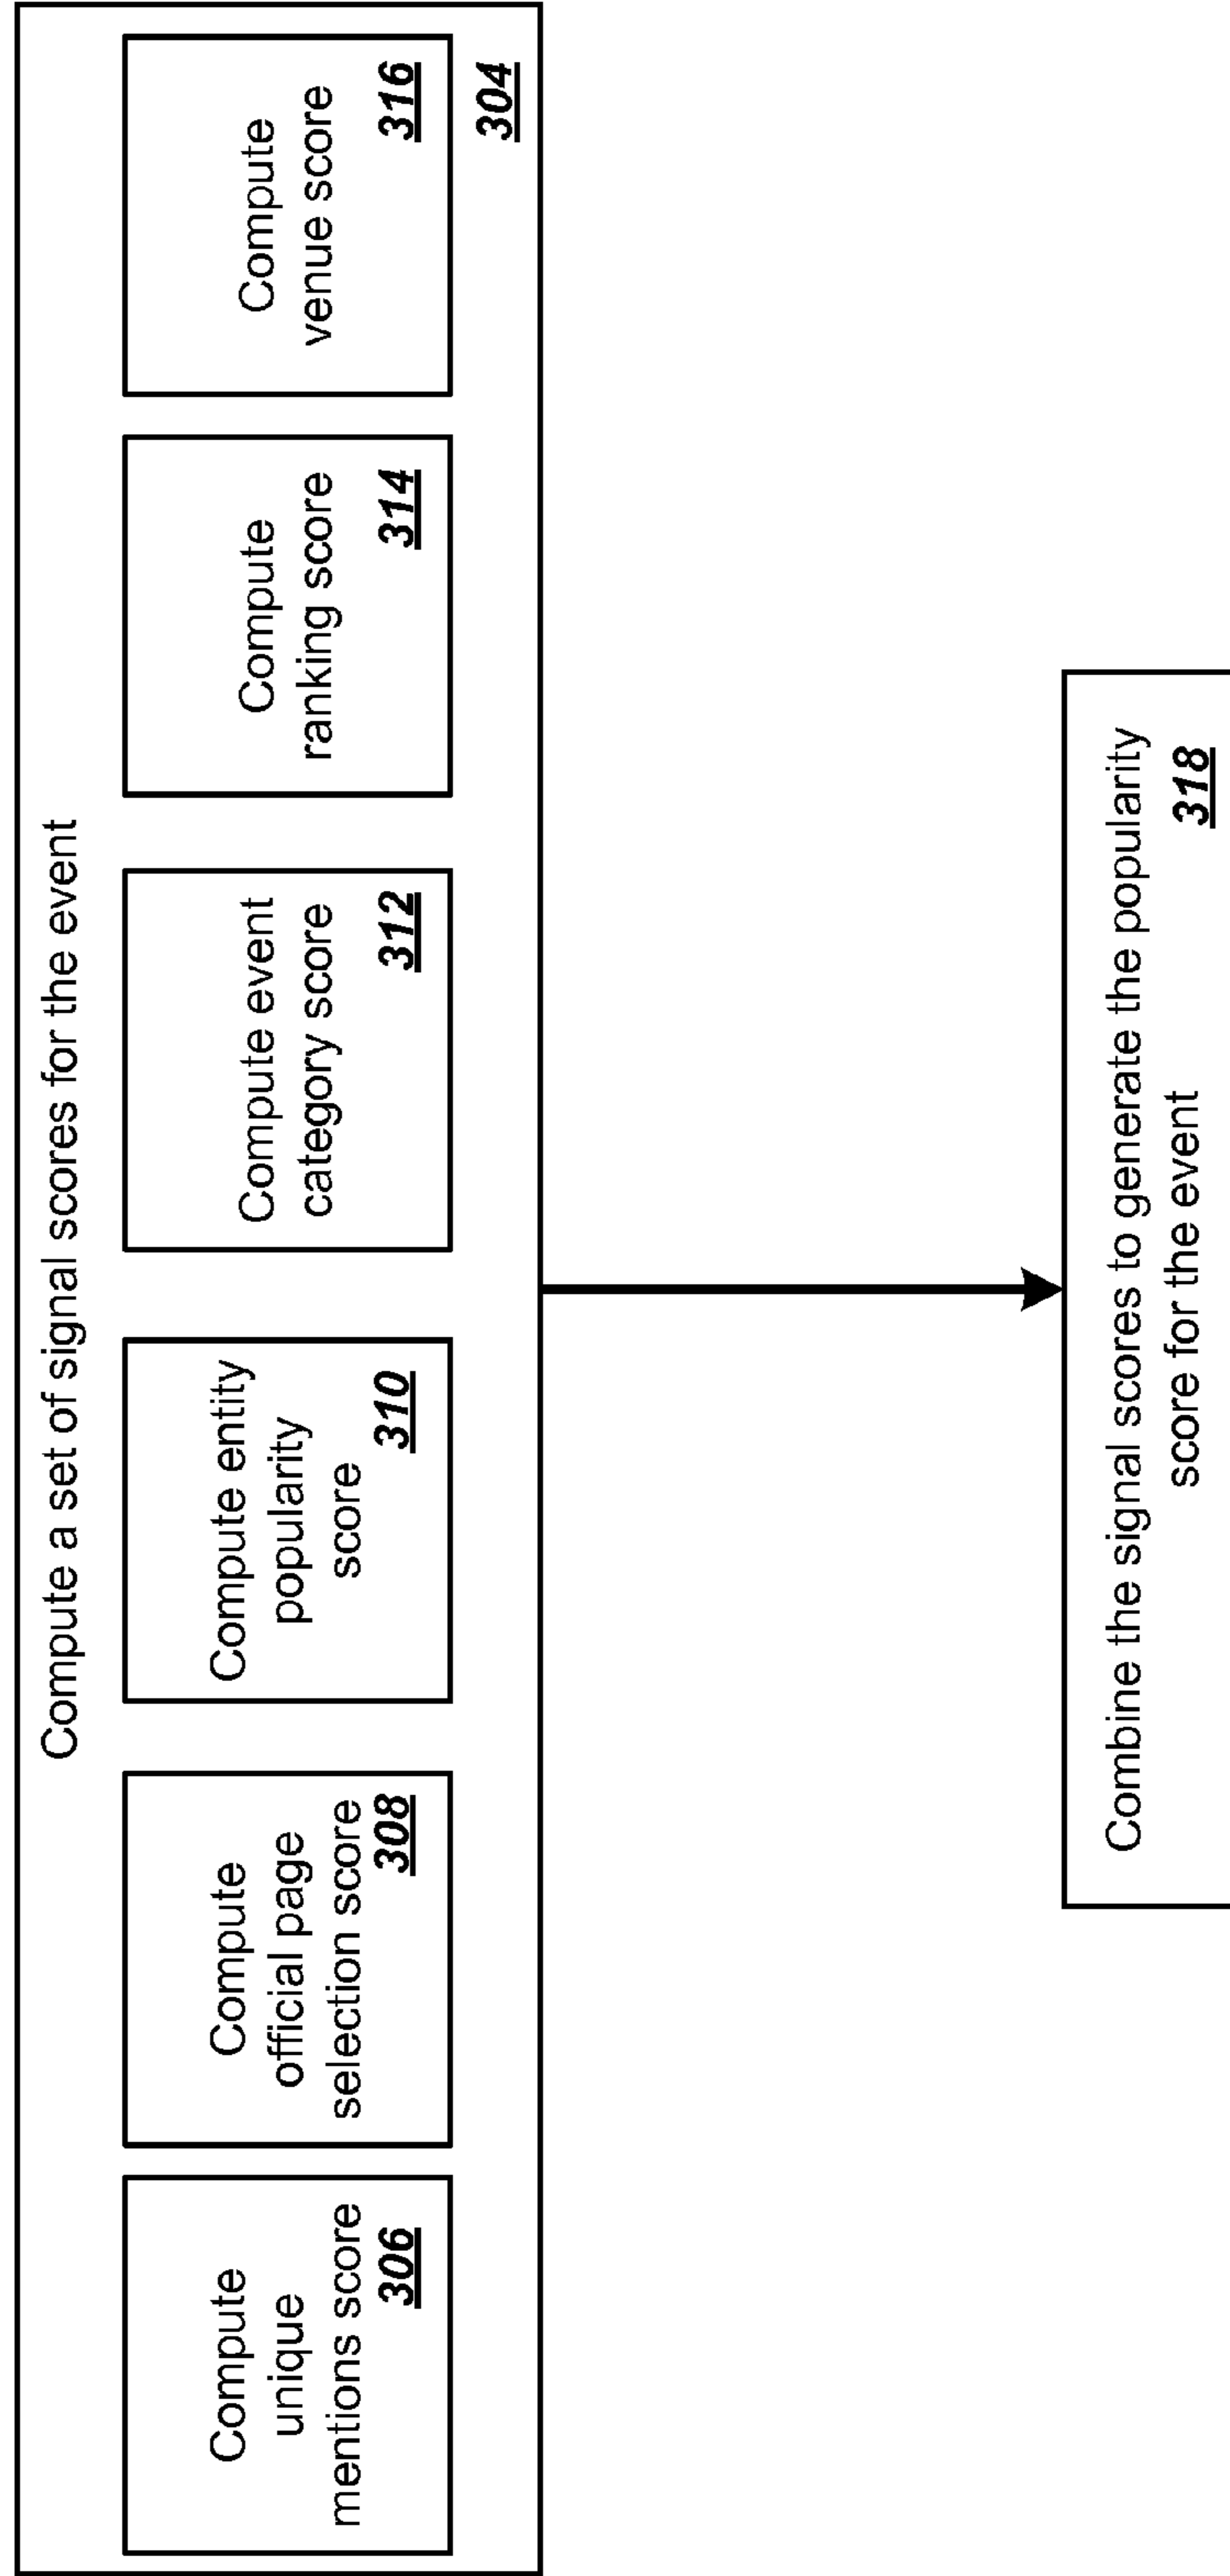 Compute a set of signal scores for the event
Compute
unique
mentions score
306
Compute
official page
selection score
308
Compute entity
popularity
score
310
Compute event
category score
312
Compute
ranking score
314
Compute
venue score
316
304
Combine the signal scores to generate the popularity
score for the event
318